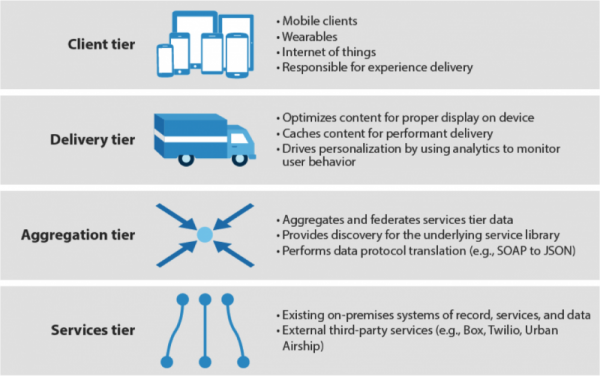 Client tier
• Mobile clients
• Wearables
• Internet of things
• Responsible for experience delivery
Delivery tier
• Optimizes content for proper display on device
• Caches content for performant delivery
• Drives personalization by using analytics to monitor
user behavior
Aggregation tier
• Aggregates and federates services tier data
• Provides discovery for the underlying service library
• Performs data protocol translation (e.g., SOAP to JSON)
Services tier
• Existing on-premises systems of record, services, and data
• External third-party services (e.g., Box, Twilio, Urban
Airship)